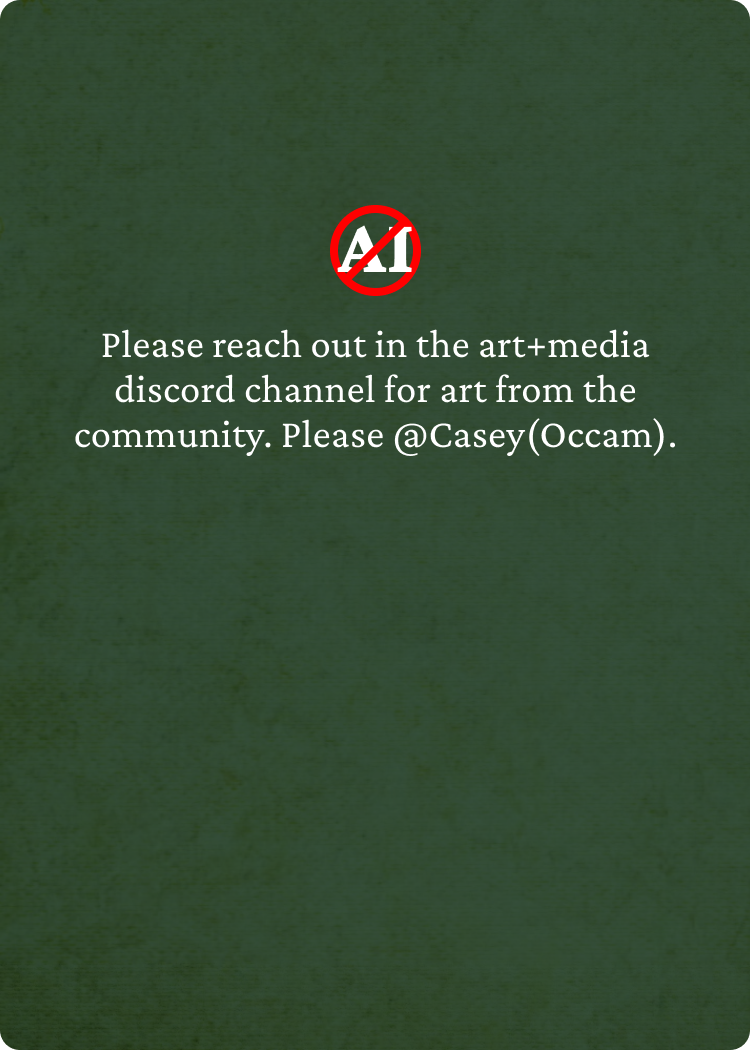 AI
Please reach out in the art+media
discord channel for art from the
community. Please @Casey(Occam).